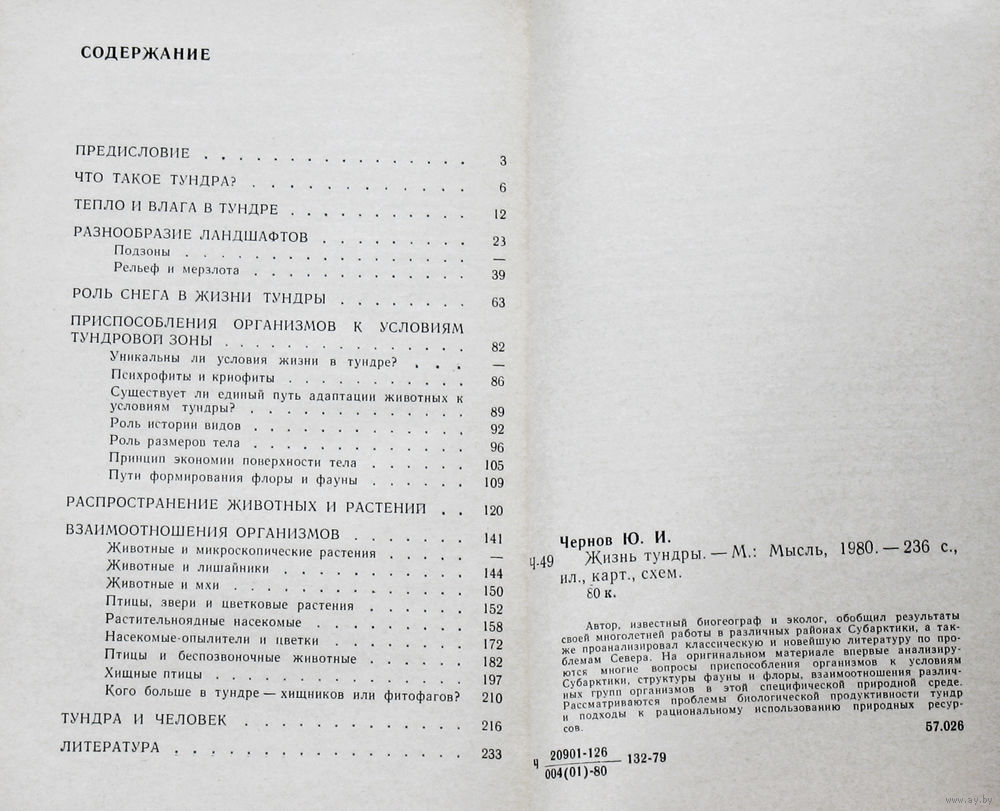 СОДЕРЖАНИЕ
ПРЕДИСЛОВИЕ . . . . . . . . . . . . . . . 3
ЧТО ТАКОЕ ТУНДРА? . . . . . . . . . . . . 6
ТЕПЛО И ВЛАГА В ТУНДРЕ . . . . . . . . . . 12
РАЗНООБРАЗИЕ ЛАНДШАФТОВ . . . . . . . . 23
Подзоны . . . . . . . . . . . . . . . . —
Рельеф и мерзлота . . . . . . . . . . . . 39
РОЛЬ СНЕГА В ЖИЗНИ ТУНДРЫ . . . . . . . 63
ПРИСПОСОБЛЕНИЯ ОРГАНИЗМОВ К УСЛОВИЯМ
ТУНДРОВОЙ ЗОНЫ . . . . . . . . . . . . . . 82
Уникальны ли условия жизни в тундре? . . . —
Психрофиты и криофиты . . . . . . . . . . 86
Существует ли единый путь адаптации животных к
условиям тундры? . . . . . . . . . . . . 89
Роль истории видов . . . . . . . . . . . . 92
Роль размеров тела . . . . . . . . . . . . 96
Принцип экономии поверхности тела . . . . . . 105
Пути формирования флоры и фауны . . . . . . 109
РАСПРОСТРАНЕНИЕ ЖИВОТНЫХ И РАСТЕНИЙ . . 120
ВЗАИМООТНОШЕНИЯ ОРГАНИЗМОВ . . . . . . . 141
Животные и микроскопические растения . . . . . —
Животные и лишайники . . . . . . . . . . 144
Животные и мхи . . . . . . . . . . . . . 150
Птицы, звери и цветковые растения . . . . . . 152
Растительноядные насекомые . . . . . . . . 158
Насекомые-опылители и цветки . . . . . . . . 172
Птицы и беспозвоночные животные . . . . . . 182
Хищные птицы . . . . . . . . . . . . . . 197
Кого больше в тундре — хищников или фитофагов? 210
ТУНДРА И ЧЕЛОВЕК . . . . . . . . . . . . . 216
ЛИТЕРАТУРА . . . . . . . . . . . . . . . . 233
Чернов Ю. И.
Ч-49 Жизнь тундры. — М.: Мысль, 1980. — 236 с.,
ил., карт., схем.
80 к.
Автор, известный биогеограф и эколог, обобщил результаты
своей многолетней работы в различных районах Субарктики, а так-
же проанализировал классическую и новейшую литературу по про-
блемам Севера. На оригинальном материале впервые анализиру-
ются многие вопросы приспособления организмов к условиям
Субарктики, структуры фауны и флоры, взаимоотношения различ-
ных групп организмов в этой специфической природной среде.
Рассматриваются проблемы биологической продуктивности тундр
и подходы к рациональному использованию природных ресур-
сов.
57.026
Ч 20901-126 132-79
004(01)-80
www.ay.by